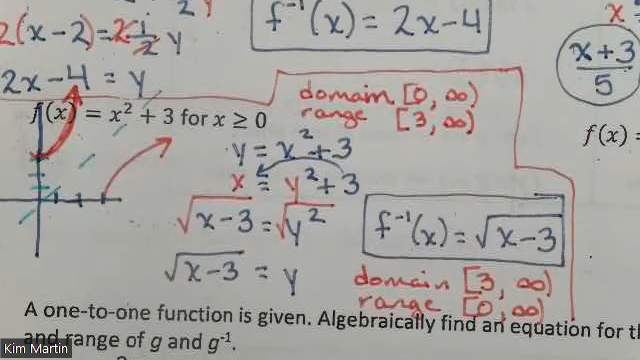 2(x-2)=2 1/2 y
2x-4 = y
f⁻¹(x) = 2x-4
x =
x+3
5
f(x) = x² + 3 for x ≥ 0
domain [0, ∞)
range [3, ∞)
f(x) =
y = x² + 3
x = y² + 3
√x-3 = √y²
√x-3 = y
f⁻¹(x) = √x-3
domain [3, ∞)
range [0, ∞)
A one-to-one function is given. Algebraically find an equation for t
and range of g and g⁻¹.
Kim Martin